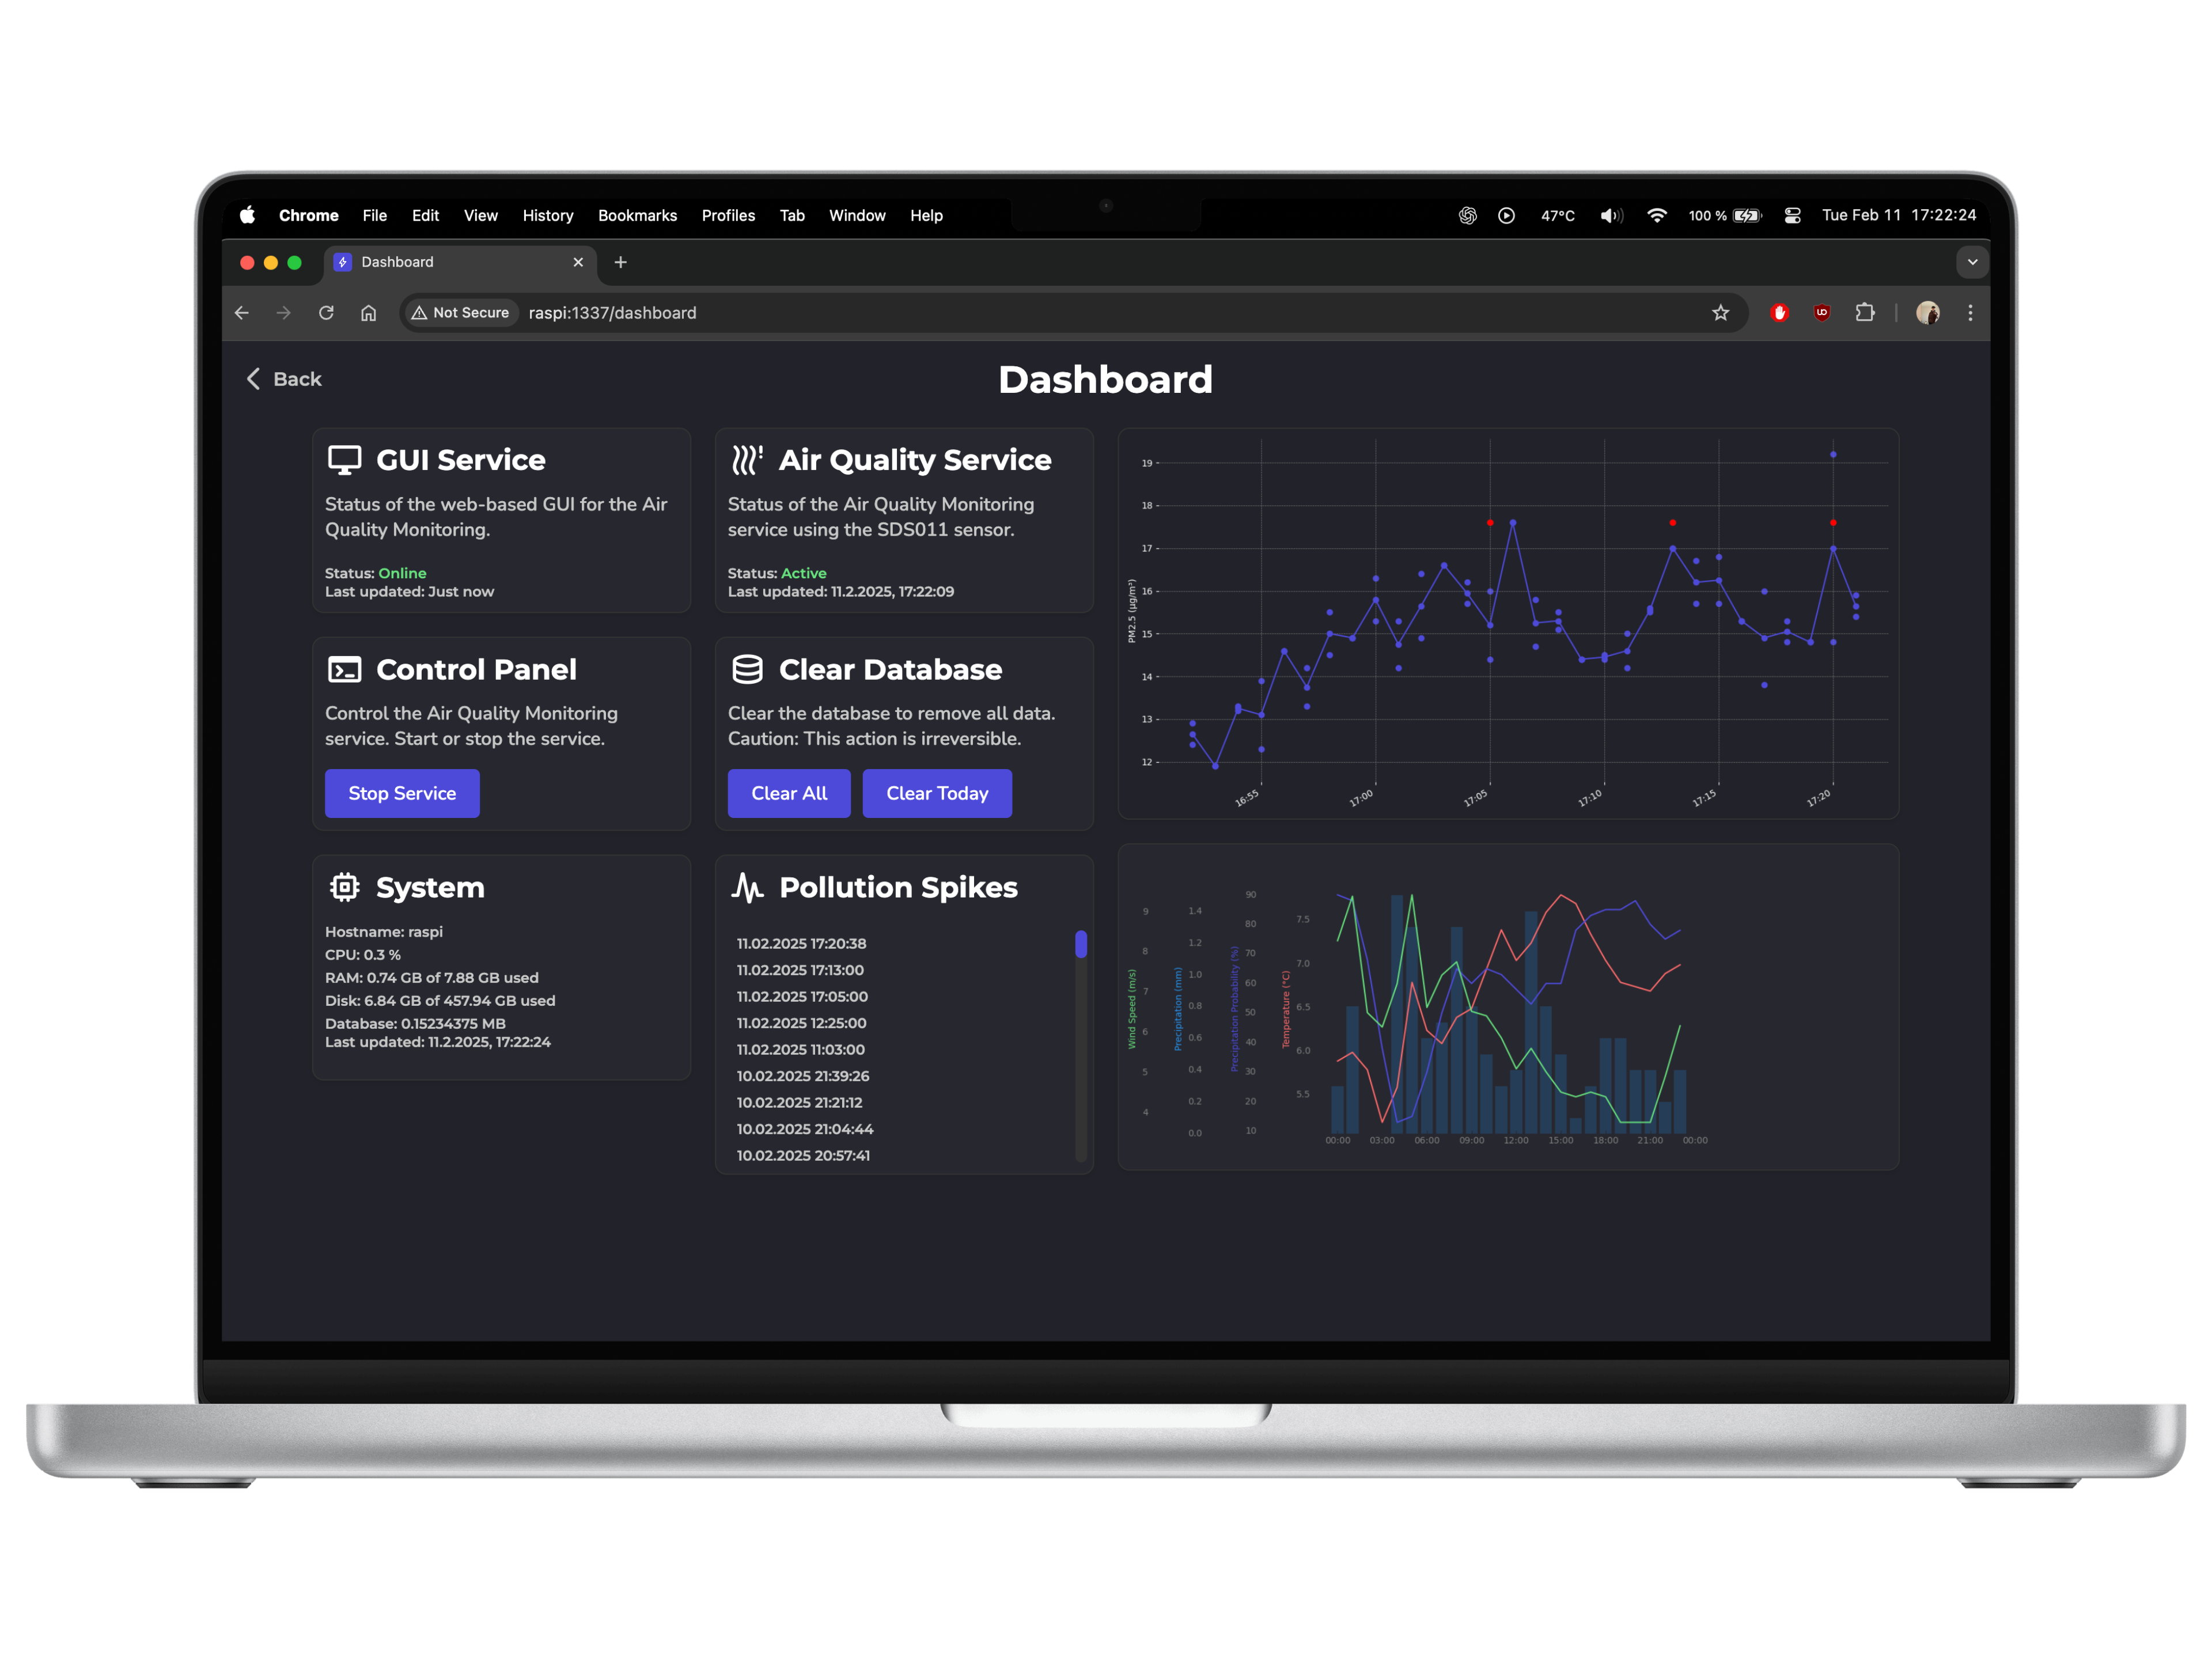 Chrome File Edit View History Bookmarks Profiles Tab Window Help 47°C 100 % Tue Feb 11 17:22:24
Dashboard
Not Secure raspi:1337/dashboard
Back
Dashboard
GUI Service
Status of the web-based GUI for the Air
Quality Monitoring.
Status: Online
Last updated: Just now
Air Quality Service
Status of the Air Quality Monitoring
service using the SDS011 sensor.
Status: Active
Last updated: 11.2.2025, 17:22:09
Control Panel
Control the Air Quality Monitoring
service. Start or stop the service.
Stop Service
Clear Database
Clear the database to remove all data.
Caution: This action is irreversible.
Clear All
Clear Today
System
Hostname: raspi
CPU: 0.3 %
RAM: 0.74 GB of 7.88 GB used
Disk: 6.84 GB of 457.94 GB used
Database: 0.15234375 MB
Last updated: 11.2.2025, 17:22:24
Pollution Spikes
11.02.2025 17:20:38
11.02.2025 17:13:00
11.02.2025 17:05:00
11.02.2025 12:25:00
11.02.2025 11:03:00
10.02.2025 21:39:26
10.02.2025 21:21:12
10.02.2025 21:04:44
10.02.2025 20:57:41
PM2.5 (µg/m³)
19
18
17
16
15
14
13
12
16:55 17:00 17:05 17:10 17:15 17:20
Wind Speed (m/s)
9
8
7
6
5
4
Precipitation (mm)
1.4
1.2
1.0
0.8
0.6
0.4
0.2
0.0
Precipitation Probability (%)
90
80
70
60
50
40
30
20
10
Temperature (°C)
7.5
7.0
6.5
6.0
5.5
00:00 03:00 06:00 09:00 12:00 15:00 18:00 21:00 00:00